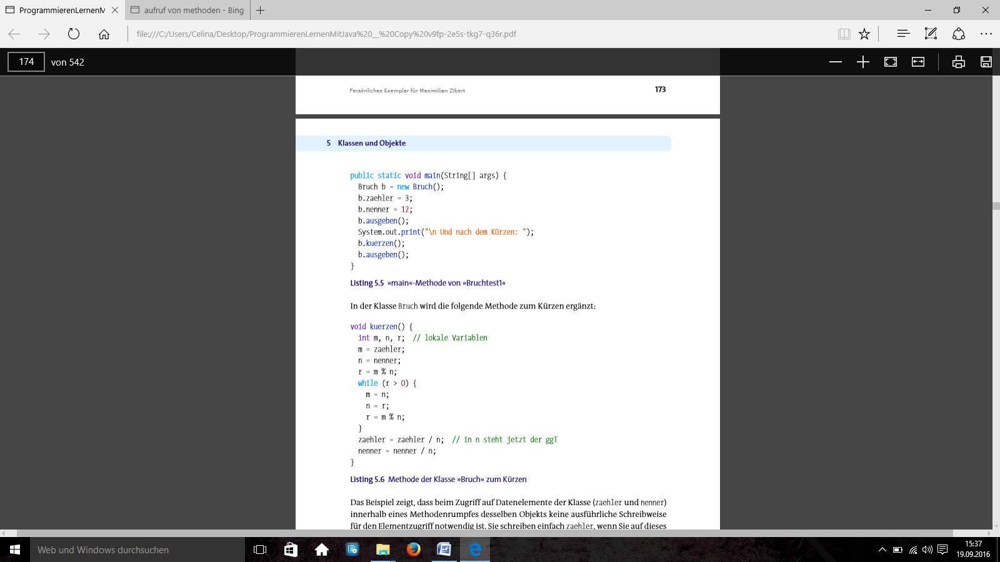 ProgrammierenLernenM
aufruf von methoden - Bing
file:///C:/Users/Celina/Desktop/ProgrammierenLernenMitJava%20__%20Copy%20v9fp-2e5s-tkg7-q36r.pdf
174 von 542
Persönliches Exemplar für Maximilian Zibert 173
5 Klassen und Objekte
public static void main(String[] args) {
Bruch b = new Bruch();
b.zaehler = 3;
b.nenner = 12;
b.ausgeben();
System.out.print("\n Und nach dem Kürzen: ");
b.kuerzen();
b.ausgeben();
}
Listing 5.5 »main«-Methode von »Bruchtest1«
In der Klasse Bruch wird die folgende Methode zum Kürzen ergänzt:
void kuerzen() {
int m, n, r; // lokale Variablen
m = zaehler;
n = nenner;
r = m % n;
while (r > 0) {
m = n;
n = r;
r = m % n;
}
zaehler = zaehler / n; // in n steht jetzt der ggT
nenner = nenner / n;
}
Listing 5.6 Methode der Klasse »Bruch« zum Kürzen
Das Beispiel zeigt, dass beim Zugriff auf Datenelemente der Klasse (zaehler und nenner)
innerhalb eines Methodenrumpfes desselben Objekts keine ausführliche Schreibweise
für den Elementzugriff notwendig ist. Sie schreiben einfach zaehler, wenn Sie auf dieses
Web und Windows durchsuchen
15:37
19.09.2016